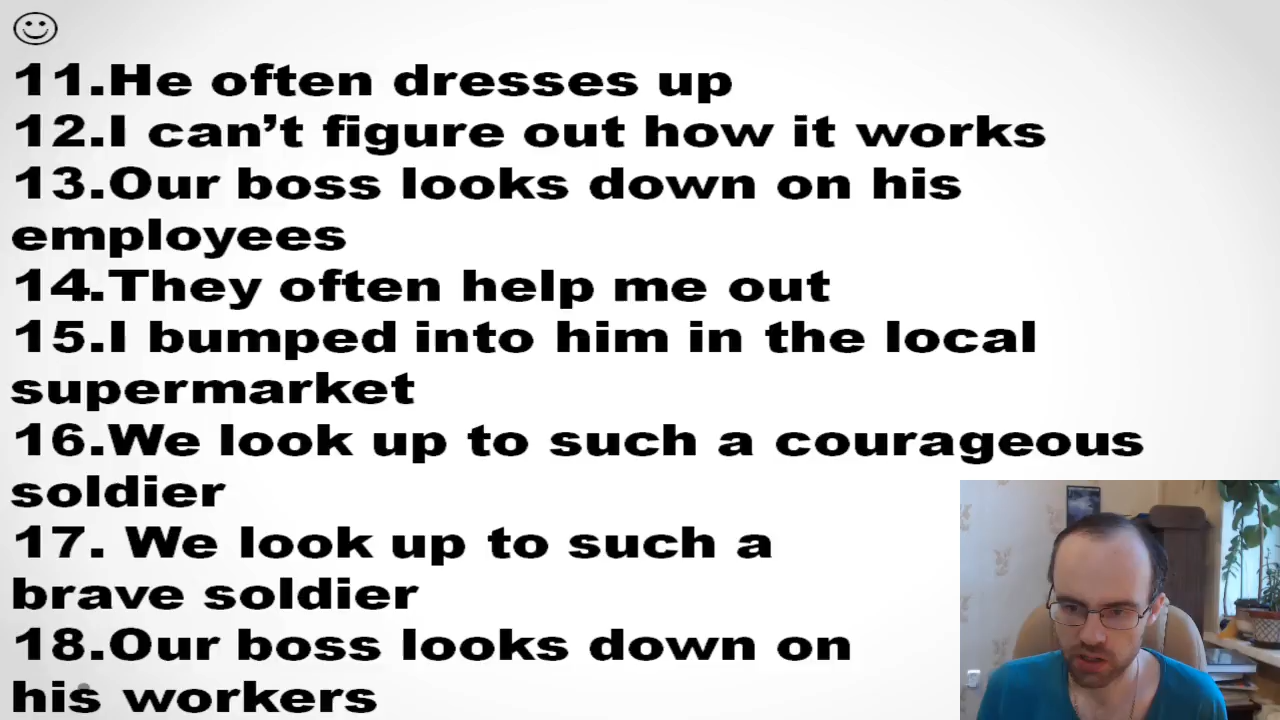 11.He often dresses up
12.I can’t figure out how it works
13.Our boss looks down on his
employees
14.They often help me out
15.I bumped into him in the local
supermarket
16.We look up to such a courageous
soldier
17. We look up to such a
brave soldier
18.Our boss looks down on
his workers